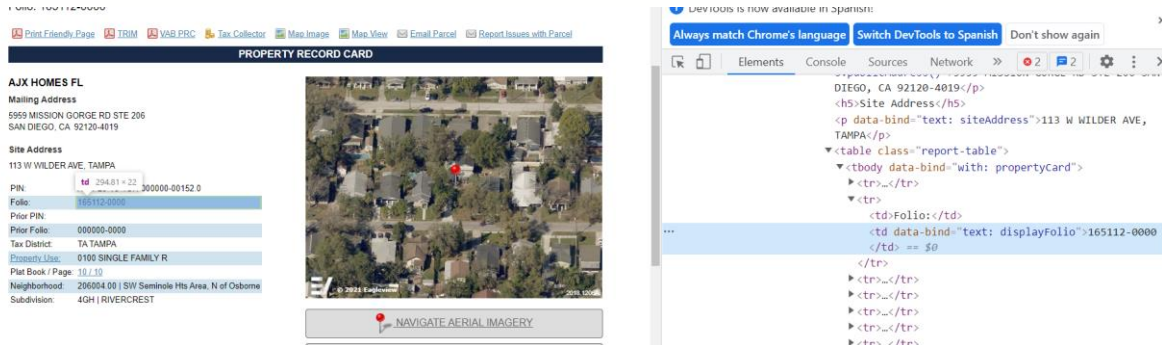 Folio: 165112-0000
Print Friendly Page TRIM VAB PRC Tax Collector Map Image Map View Email Parcel Report Issues with Parcel
PROPERTY RECORD CARD
AJX HOMES FL
Mailing Address
5959 MISSION GORGE RD STE 206
SAN DIEGO, CA 92120-4019
Site Address
113 W WILDER AVE, TAMPA
td 294.81 × 22
PIN: 000000-00152.0
Folio: 165112-0000
Prior PIN:
Prior Folio: 000000-0000
Tax District: TA TAMPA
Property Use: 0100 SINGLE FAMILY R
Plat Book / Page: 10 / 10
Neighborhood: 206004.00 | SW Seminole Hts Area, N of Osborne
Subdivision: 4GH | RIVERCREST
© 2021 Eagleview
NAVIGATE AERIAL IMAGERY
DevTools is now available in Spanish!
Always match Chrome's language Switch DevTools to Spanish Don't show again
Elements Console Sources Network » 2 2
DIEGO, CA 92120-4019</p>
<h5>Site Address</h5>
<p data-bind="text: siteAddress">113 W WILDER AVE,
TAMPA</p>
▼<table class="report-table">
▼<tbody data-bind="with: propertyCard">
▶<tr>…</tr>
▼<tr>
<td>Folio:</td>
<td data-bind="text: displayFolio">165112-0000
</td> == $0
</tr>
▶<tr>…</tr>
▶<tr>…</tr>
▶<tr>…</tr>
▶<tr>…</tr>